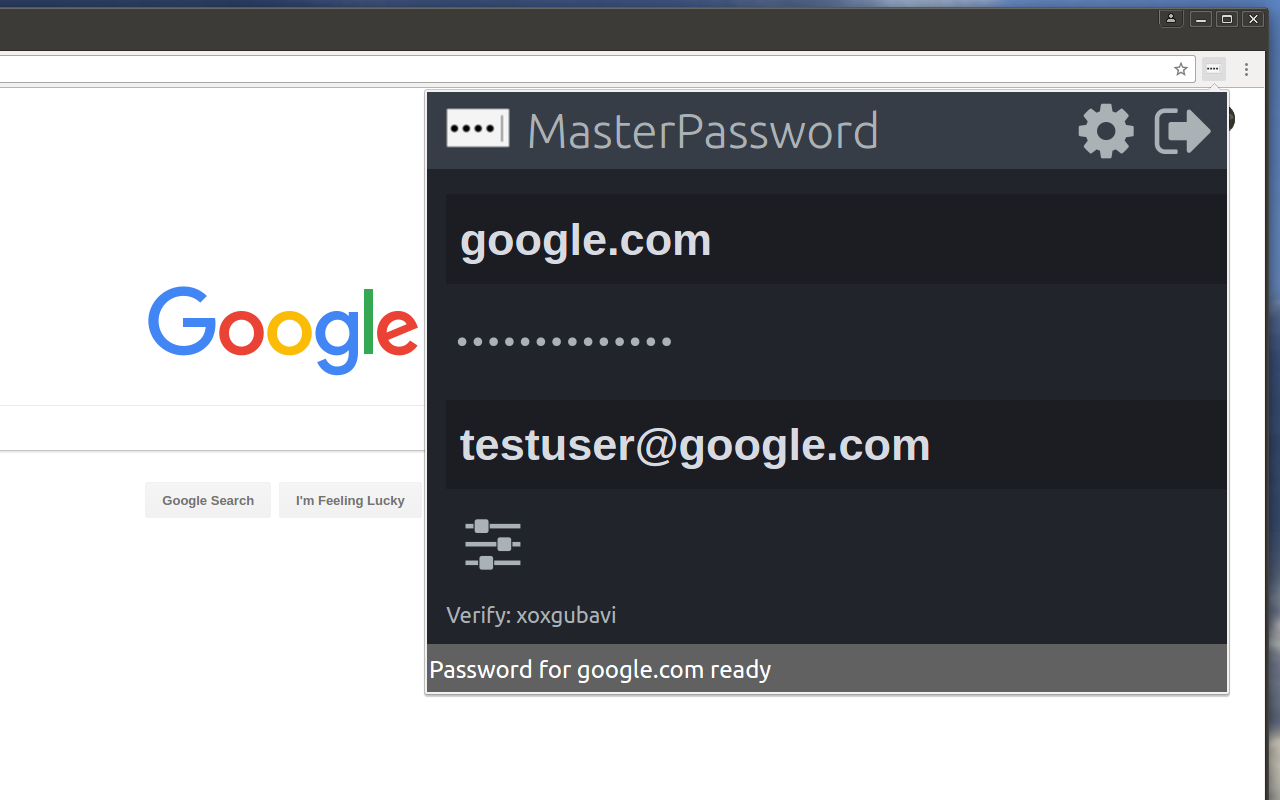 MasterPassword
google.com
testuser@google.com
Verify: xoxgubavi
Password for google.com ready
Google
Google Search
I'm Feeling Lucky